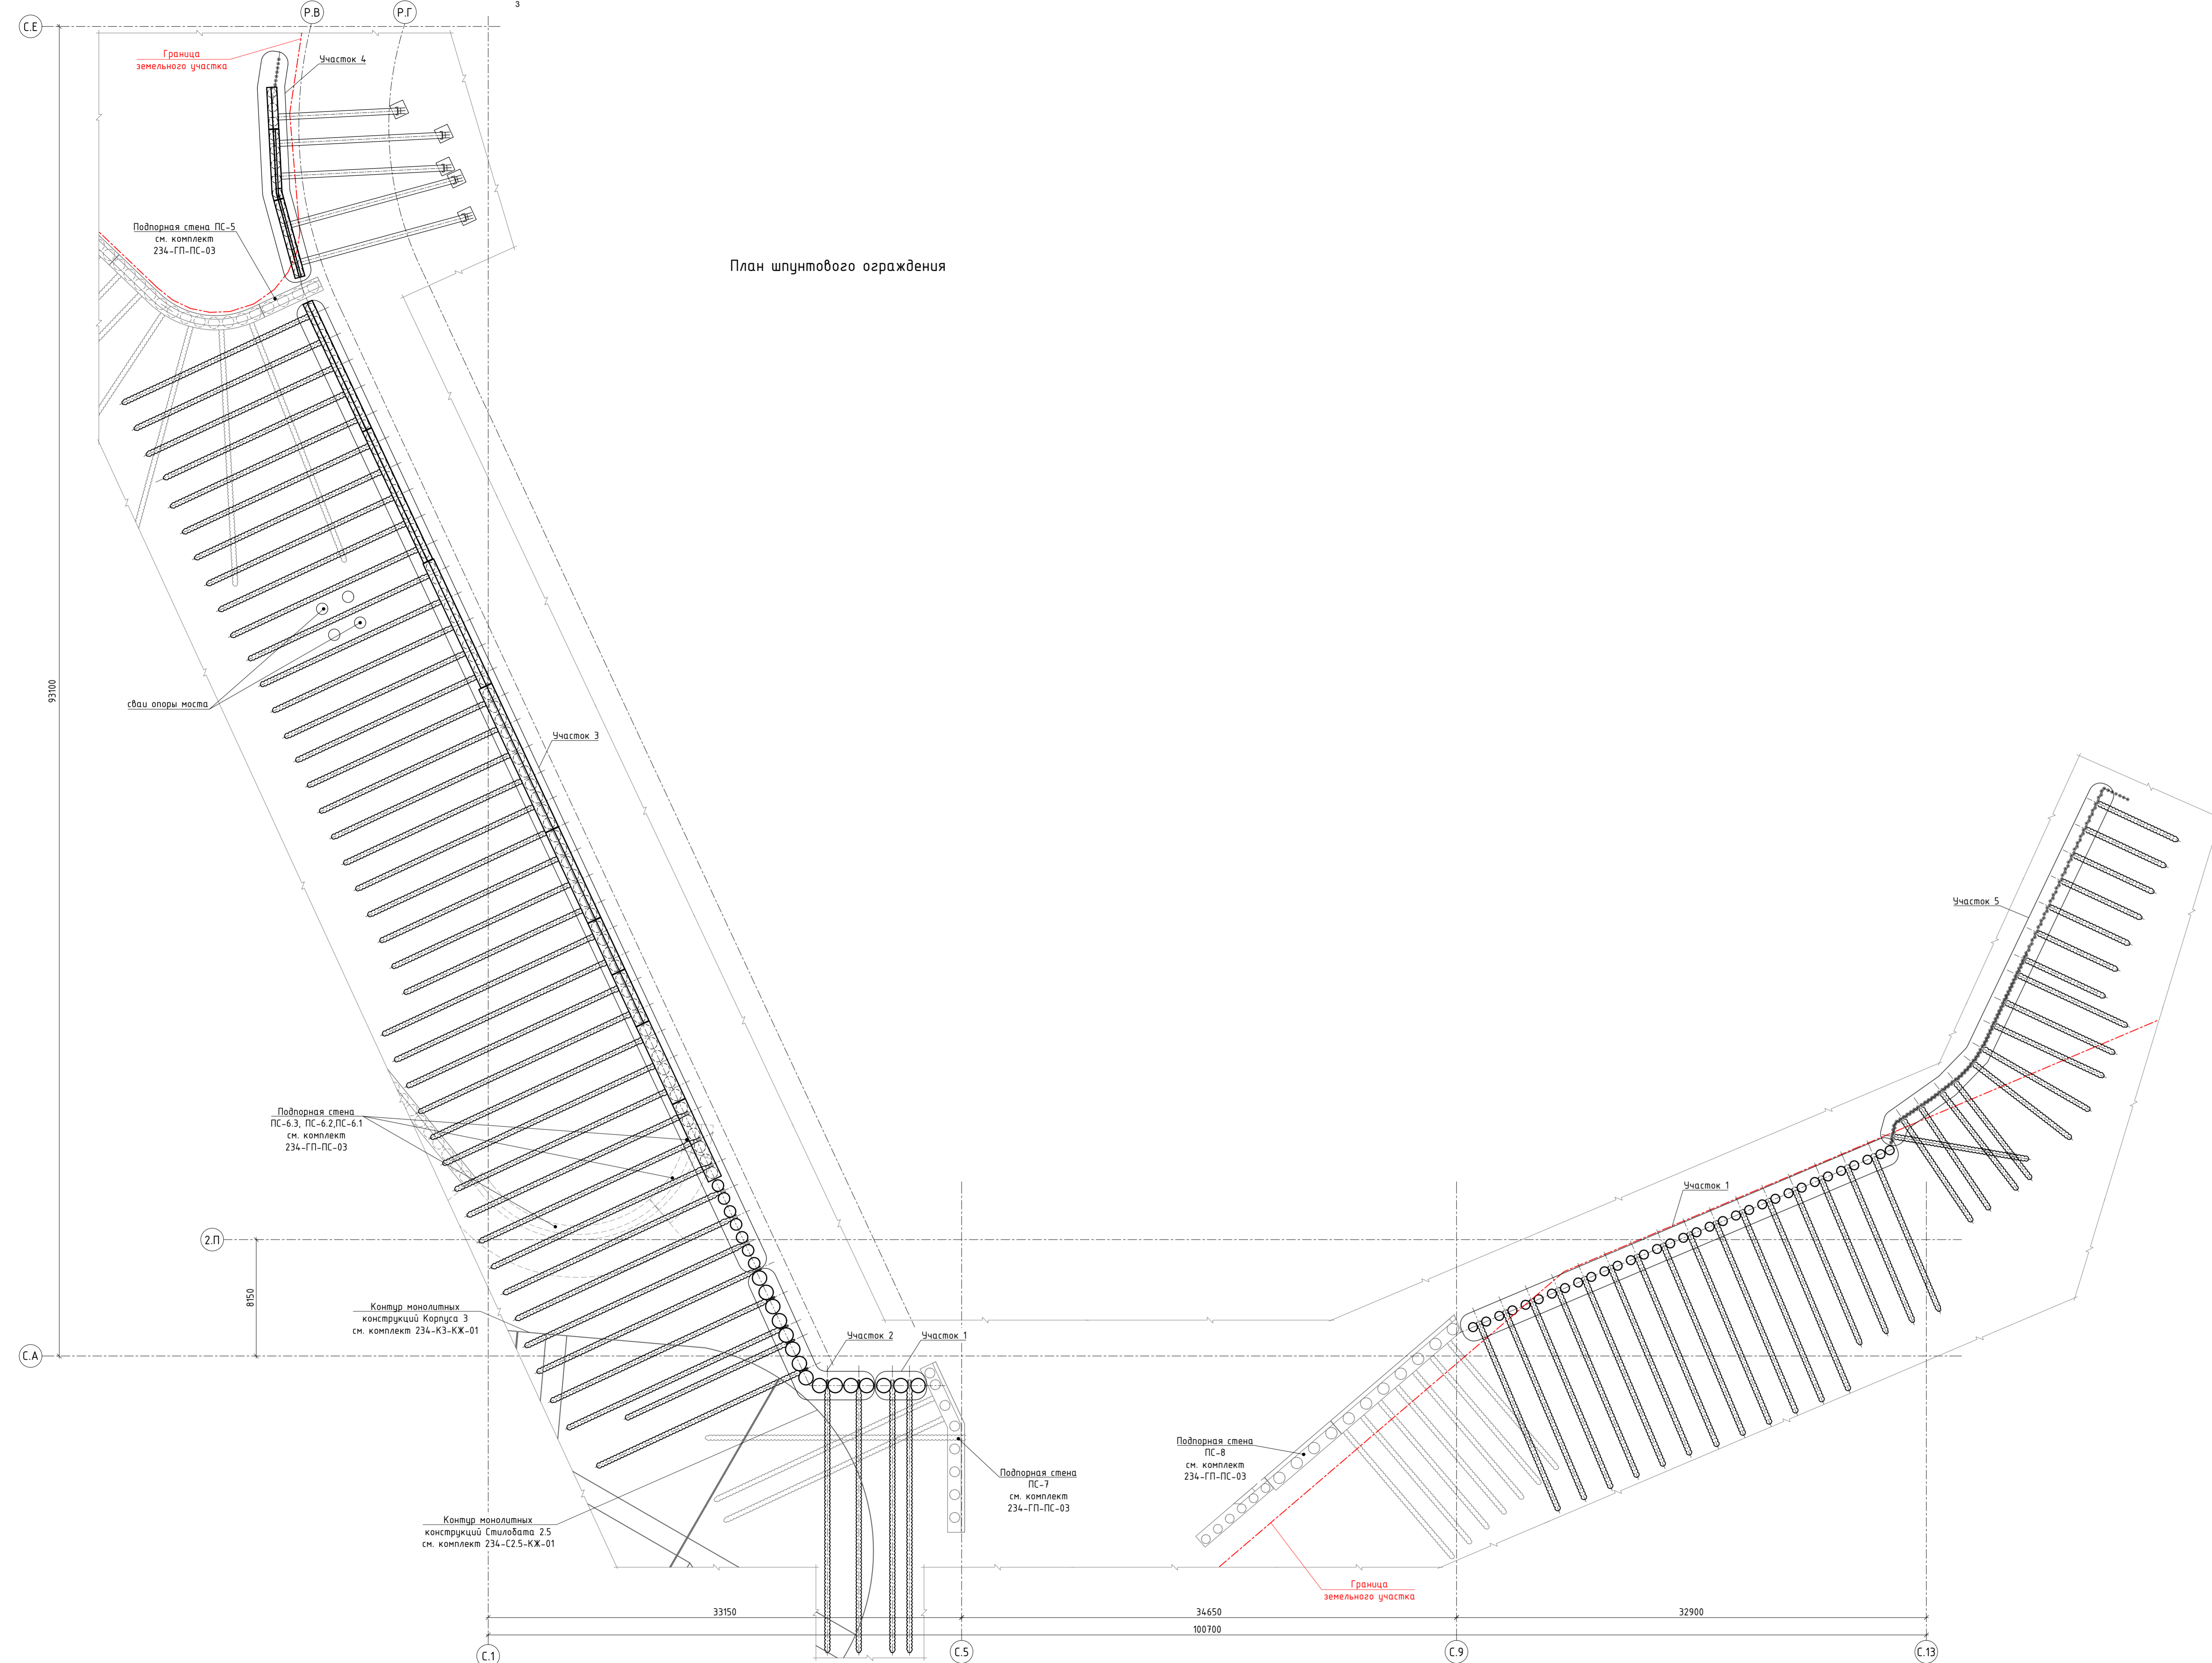 3
С.Е
Р.В
Р.Г
Граница
земельного участка
Участок 4
Подпорная стена ПС-5
см. комплект
234-ГП-ПС-03
План шпунтового ограждения
93100
сваи опоры моста
Участок 3
Участок 5
Подпорная стена
ПС-6.3, ПС-6.2,ПС-6.1
см. комплект
234-ГП-ПС-03
Участок 1
2.П
8150
Контур монолитных
конструкций Корпуса 3
см. комплект 234-К3-КЖ-01
Участок 2
Участок 1
С.А
Подпорная стена
ПС-8
см. комплект
234-ГП-ПС-03
Подпорная стена
ПС-7
см. комплект
234-ГП-ПС-03
Контур монолитных
конструкций Стилобата 2.5
см. комплект 234-С2.5-КЖ-01
Граница
земельного участка
33150
34650
32900
100700
С.1
С.5
С.9
С.13